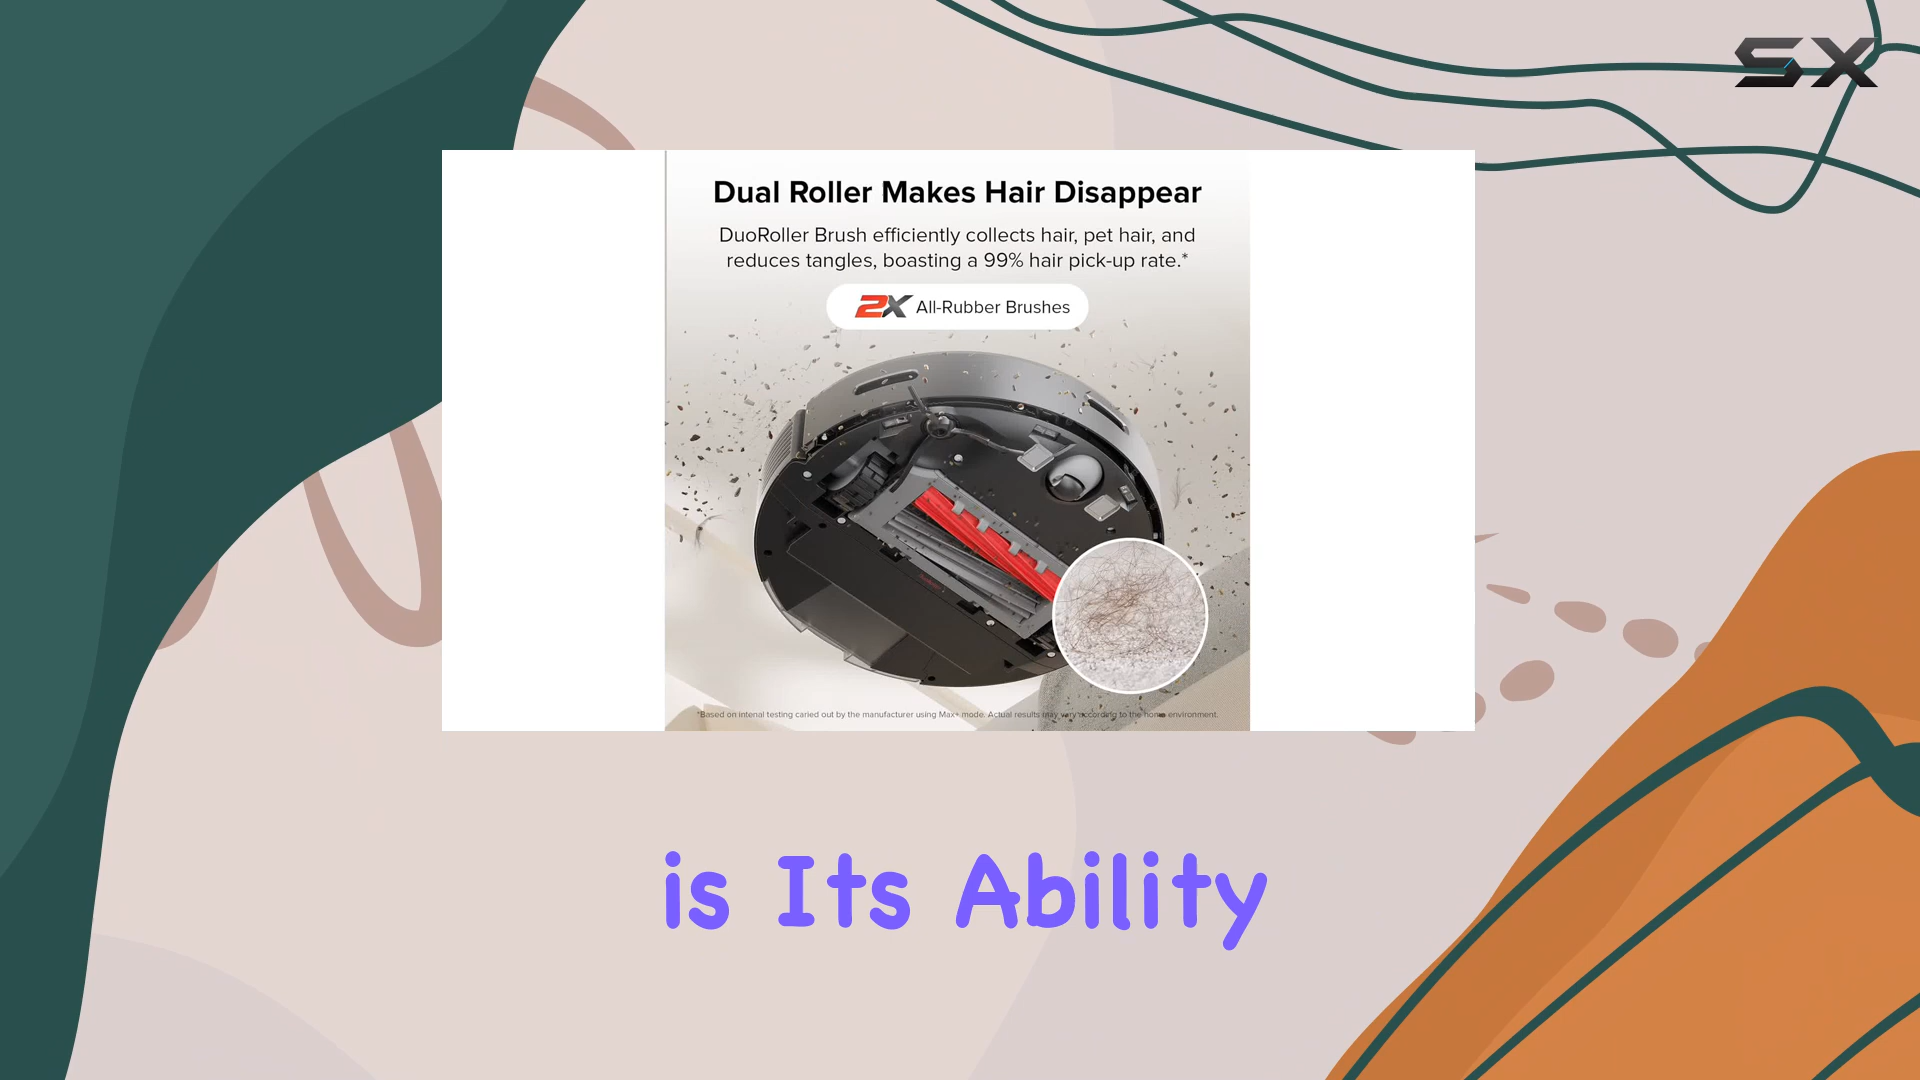 SX
Dual Roller Makes Hair Disappear
DuoRoller Brush efficiently collects hair, pet hair, and
reduces tangles, boasting a 99% hair pick-up rate.*
2X All-Rubber Brushes
*Based on internal testing carried out by the manufacturer using Max+ mode. Actual results may vary according to the home environment.
is Its Ability